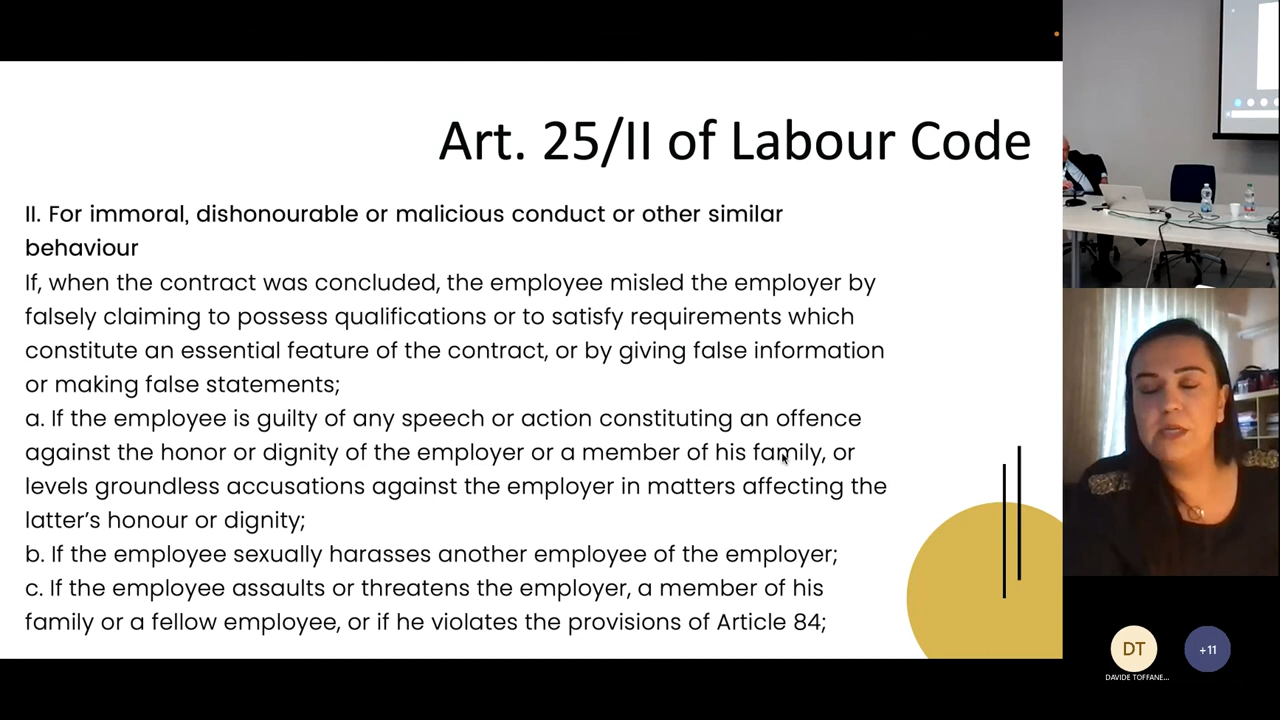 Art. 25/II of Labour Code
II. For immoral, dishonourable or malicious conduct or other similar
behaviour
If, when the contract was concluded, the employee misled the employer by
falsely claiming to possess qualifications or to satisfy requirements which
constitute an essential feature of the contract, or by giving false information
or making false statements;
a. If the employee is guilty of any speech or action constituting an offence
against the honor or dignity of the employer or a member of his family, or
levels groundless accusations against the employer in matters affecting the
latter’s honour or dignity;
b. If the employee sexually harasses another employee of the employer;
c. If the employee assaults or threatens the employer, a member of his
family or a fellow employee, or if he violates the provisions of Article 84;
DT
+11
DAVIDE TOFFANE...